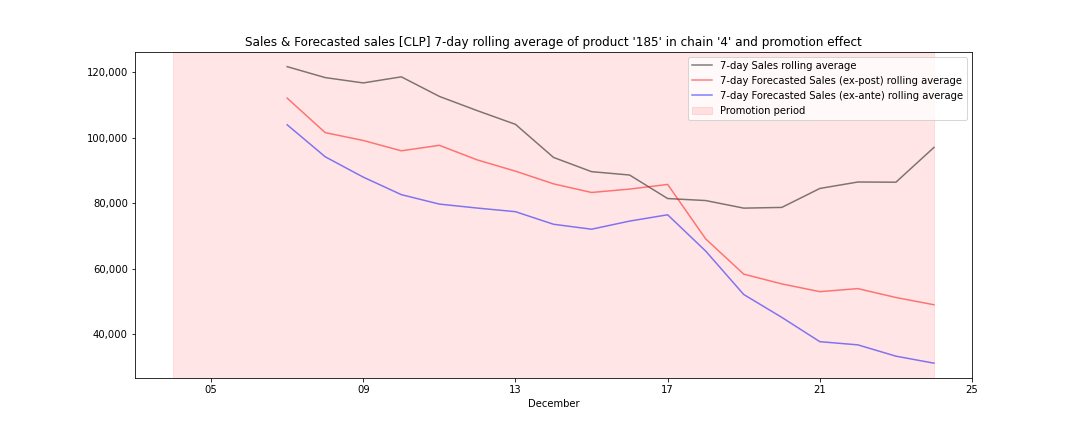 Sales & Forecasted sales [CLP] 7-day rolling average of product '185' in chain '4' and promotion effect
7-day Sales rolling average
7-day Forecasted Sales (ex-post) rolling average
7-day Forecasted Sales (ex-ante) rolling average
Promotion period
120,000
100,000
80,000
60,000
40,000
05 09 13 17 21 25
December